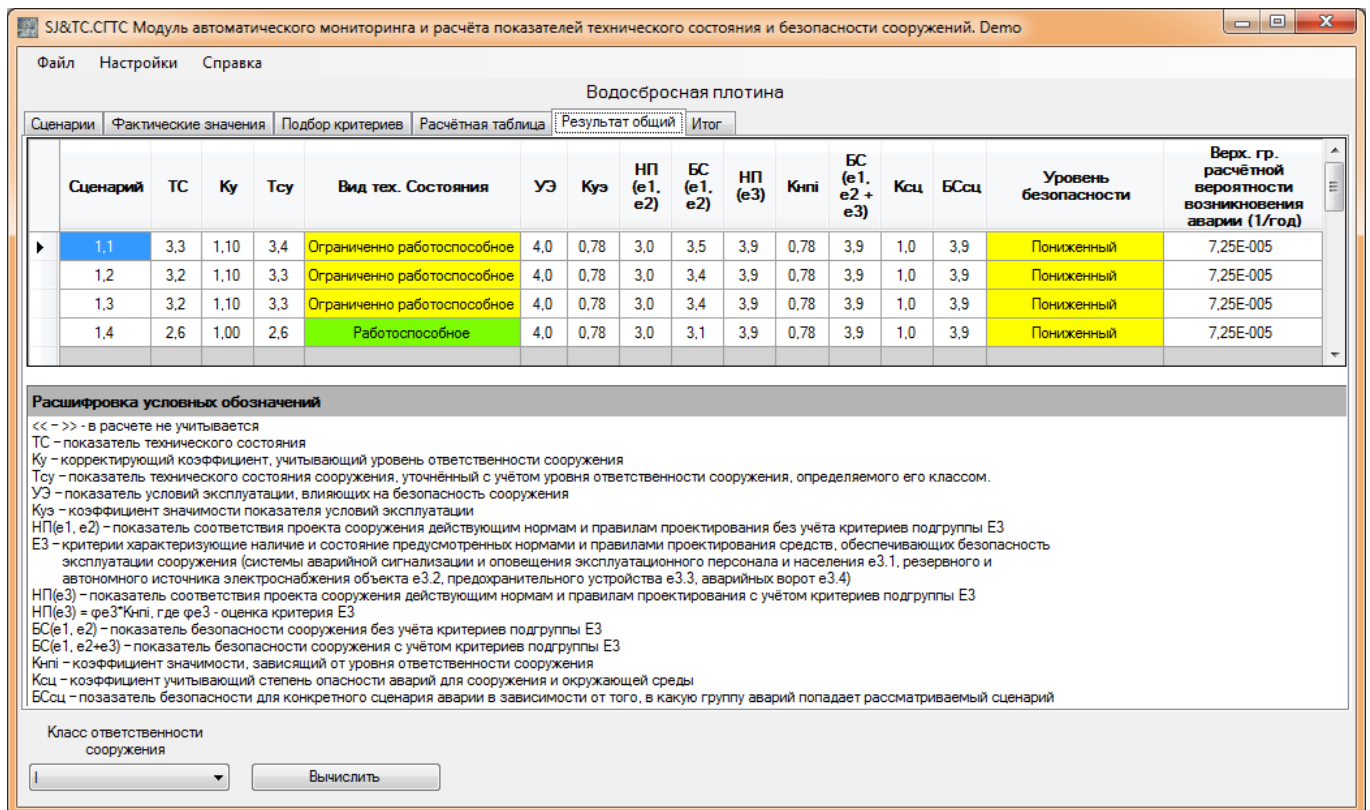 SJ&TC.СГТС Модуль автоматического мониторинга и расчёта показателей технического состояния и безопасности сооружений. Demo
Файл Настройки Справка
Водосбросная плотина
Сценарии Фактические значения Подбор критериев Расчётная таблица Результат общий Итог
Сценарий ТС Ку Тсу Вид тех. Состояния УЭ Куэ НП (е1, е2) БС (е1, е2) НП (е3) Кнпi БС (е1, е2 + е3) Ксц БСсц Уровень безопасности Верх. гр. расчётной вероятности возникновения аварии (1/год)
1,1 3,3 1,10 3,4 Ограниченно работоспособное 4,0 0,78 3,0 3,5 3,9 0,78 3,9 1,0 3,9 Пониженный 7,25E-005
1,2 3,2 1,10 3,3 Ограниченно работоспособное 4,0 0,78 3,0 3,4 3,9 0,78 3,9 1,0 3,9 Пониженный 7,25E-005
1,3 3,2 1,10 3,3 Ограниченно работоспособное 4,0 0,78 3,0 3,4 3,9 0,78 3,9 1,0 3,9 Пониженный 7,25E-005
1,4 2,6 1,00 2,6 Работоспособное 4,0 0,78 3,0 3,1 3,9 0,78 3,9 1,0 3,9 Пониженный 7,25E-005
Расшифровка условных обозначений
<< – >> - в расчете не учитывается
ТС – показатель технического состояния
Ку – корректирующий коэффициент, учитывающий уровень ответственности сооружения
Тсу – показатель технического состояния сооружения, уточнённый с учётом уровня ответственности сооружения, определяемого его классом.
УЭ – показатель условий эксплуатации, влияющих на безопасность сооружения
Куэ – коэффициент значимости показателя условий эксплуатации
НП(е1, е2) – показатель соответствия проекта сооружения действующим нормам и правилам проектирования без учёта критериев подгруппы Е3
Е3 – критерии характеризующие наличие и состояние предусмотренных нормами и правилами проектирования средств, обеспечивающих безопасность
эксплуатации сооружения (системы аварийной сигнализации и оповещения эксплуатационного персонала и населения е3.1, резервного и
автономного источника электроснабжения объекта е3.2, предохранительного устройства е3.3, аварийных ворот е3.4)
НП(е3) – показатель соответствия проекта сооружения действующим нормам и правилам проектирования с учётом критериев подгруппы Е3
НП(е3) = φе3*Кнпi, где φе3 - оценка критерия Е3
БС(е1, е2) – показатель безопасности сооружения без учёта критериев подгруппы Е3
БС(е1, е2+е3) – показатель безопасности сооружения с учётом критериев подгруппы Е3
Кнпi – коэффициент значимости, зависящий от уровня ответственности сооружения
Ксц – коэффициент учитывающий степень опасности аварий для сооружения и окружающей среды
БСсц – позазатель безопасности для конкретного сценария аварии в зависимости от того, в какую группу аварий попадает рассматриваемый сценарий
Класс ответственности
сооружения
I
Вычислить